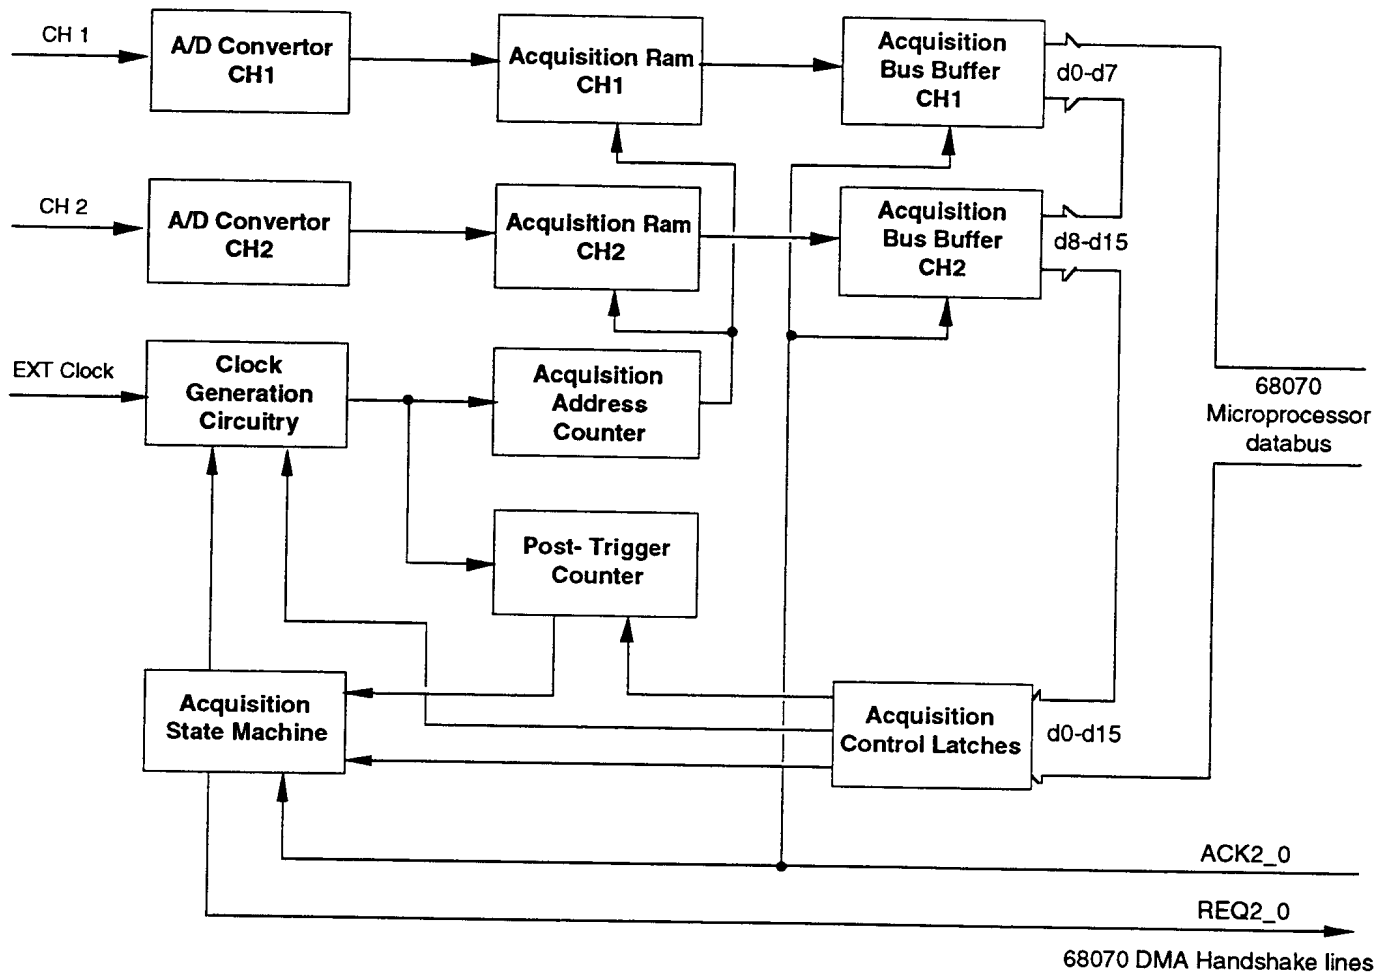 CH 1
A/D Convertor
CH1
Acquisition Ram
CH1
Acquisition
Bus Buffer
CH1
d0-d7
CH 2
A/D Convertor
CH2
Acquisition Ram
CH2
Acquisition
Bus Buffer
CH2
d8-d15
EXT Clock
Clock
Generation
Circuitry
Acquisition
Address
Counter
68070
Microprocessor
databus
Post- Trigger
Counter
Acquisition
State Machine
Acquisition
Control Latches
d0-d15
ACK2_0
REQ2_0
68070 DMA Handshake lines